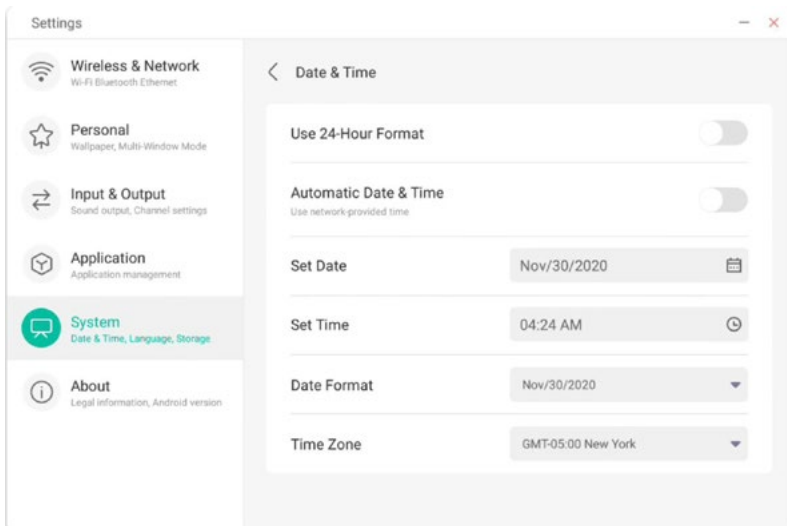 Settings
Wireless & Network
Wi-Fi Bluetooth Ethernet
Personal
Wallpaper, Multi-Window Mode
Input & Output
Sound output, Channel settings
Application
Application management
System
Date & Time, Language, Storage
About
Legal information, Android version
Date & Time
Use 24-Hour Format
Automatic Date & Time
Use network-provided time
Set Date
Nov/30/2020
Set Time
04:24 AM
Date Format
Nov/30/2020
Time Zone
GMT-05:00 New York